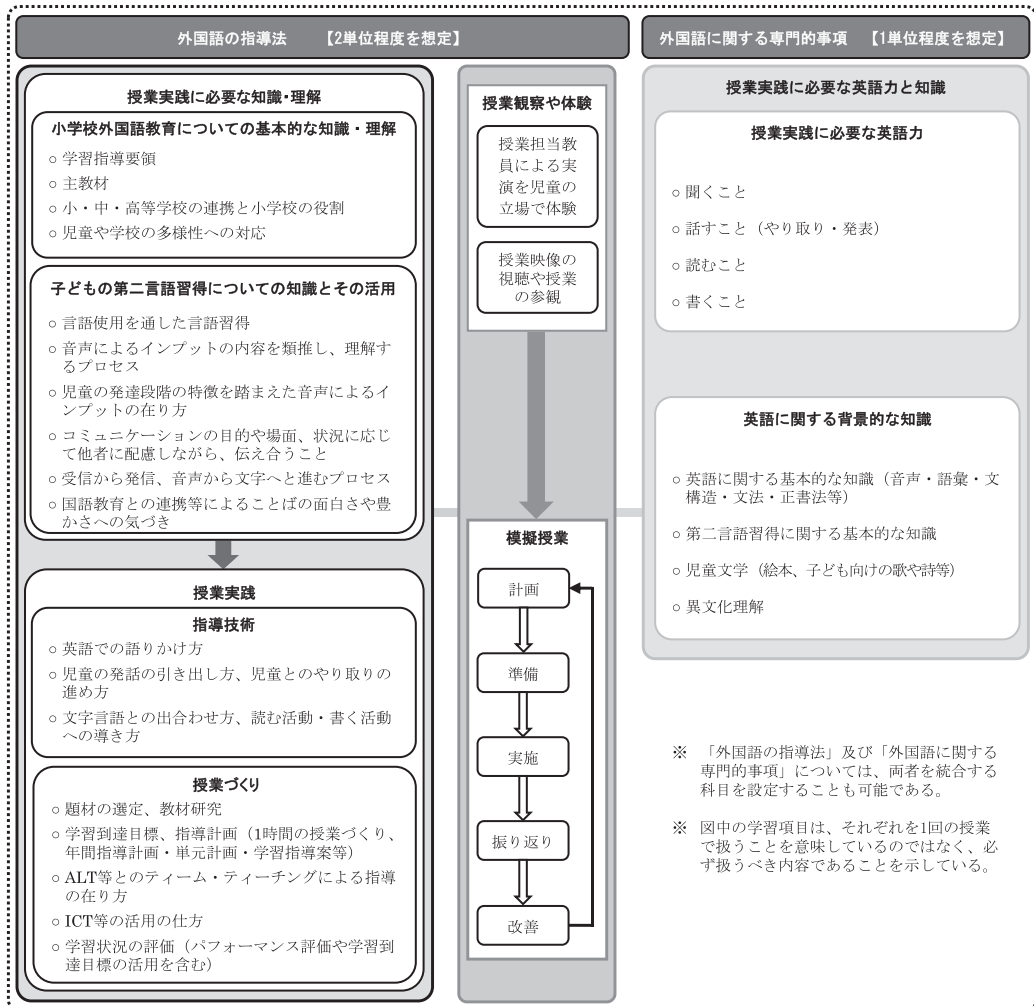 外国語の指導法 【2単位程度を想定】
授業実践に必要な知識・理解
小学校外国語教育についての基本的な知識・理解
○ 学習指導要領
○ 主教材
○ 小・中・高等学校の連携と小学校の役割
○ 児童や学校の多様性への対応
子どもの第二言語習得についての知識とその活用
○ 言語使用を通した言語習得
○ 音声によるインプットの内容を類推し、理解す
るプロセス
○ 児童の発達段階の特徴を踏まえた音声によるイ
ンプットの在り方
○ コミュニケーションの目的や場面、状況に応じ
て他者に配慮しながら、伝え合うこと
○ 受信から発信、音声から文字へと進むプロセス
○ 国語教育との連携等によることばの面白さや豊
かさへの気づき
授業実践
指導技術
○ 英語での語りかけ方
○ 児童の発話の引き出し方、児童とのやり取りの
進め方
○ 文字言語との出合わせ方、読む活動・書く活動
への導き方
授業づくり
○ 題材の選定、教材研究
○ 学習到達目標、指導計画（1時間の授業づくり、
年間指導計画・単元計画・学習指導案等）
○ ALT等とのティーム・ティーチングによる指導
の在り方
○ ICT等の活用の仕方
○ 学習状況の評価（パフォーマンス評価や学習到
達目標の活用を含む）
授業観察や体験
授業担当教
員による実
演を児童の
立場で体験
授業映像の
視聴や授業
の参観
模擬授業
計画
準備
実施
振り返り
改善
外国語に関する専門的事項 【1単位程度を想定】
授業実践に必要な英語力と知識
授業実践に必要な英語力
○ 聞くこと
○ 話すこと（やり取り・発表）
○ 読むこと
○ 書くこと
英語に関する背景的な知識
○ 英語に関する基本的な知識（音声・語彙・文
構造・文法・正書法等）
○ 第二言語習得に関する基本的な知識
○ 児童文学（絵本、子ども向けの歌や詩等）
○ 異文化理解
※ 「外国語の指導法」及び「外国語に関する
専門的事項」については、両者を統合する
科目を設定することも可能である。
※ 図中の学習項目は、それぞれを1回の授業
で扱うことを意味しているのではなく、必
ず扱うべき内容であることを示している。